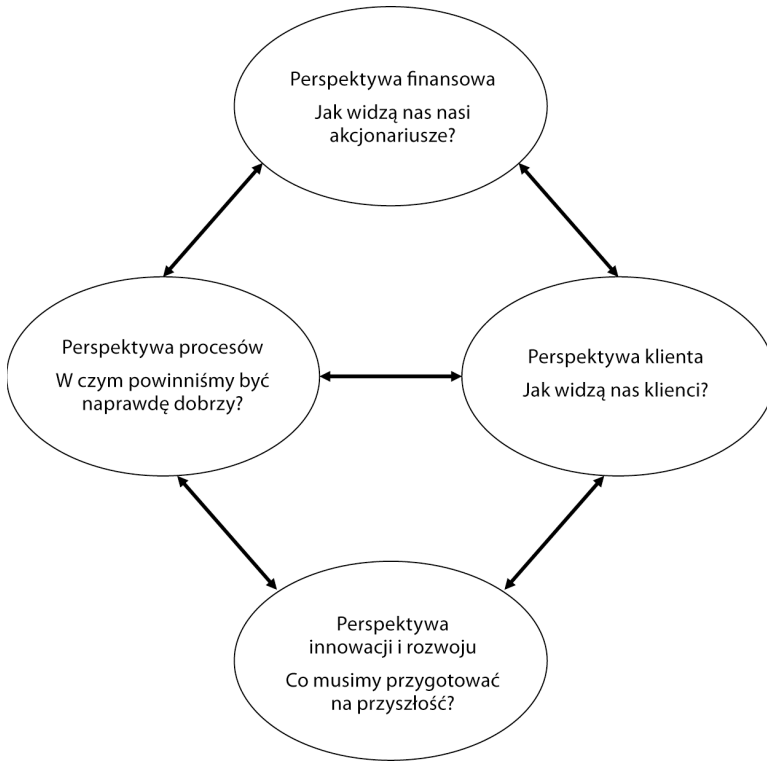 Perspektywa finansowa
Jak widzą nas nasi
akcjonariusze?
Perspektywa procesów
W czym powinniśmy być
naprawdę dobrzy?
Perspektywa klienta
Jak widzą nas klienci?
Perspektywa
innowacji i rozwoju
Co musimy przygotować
na przyszłość?